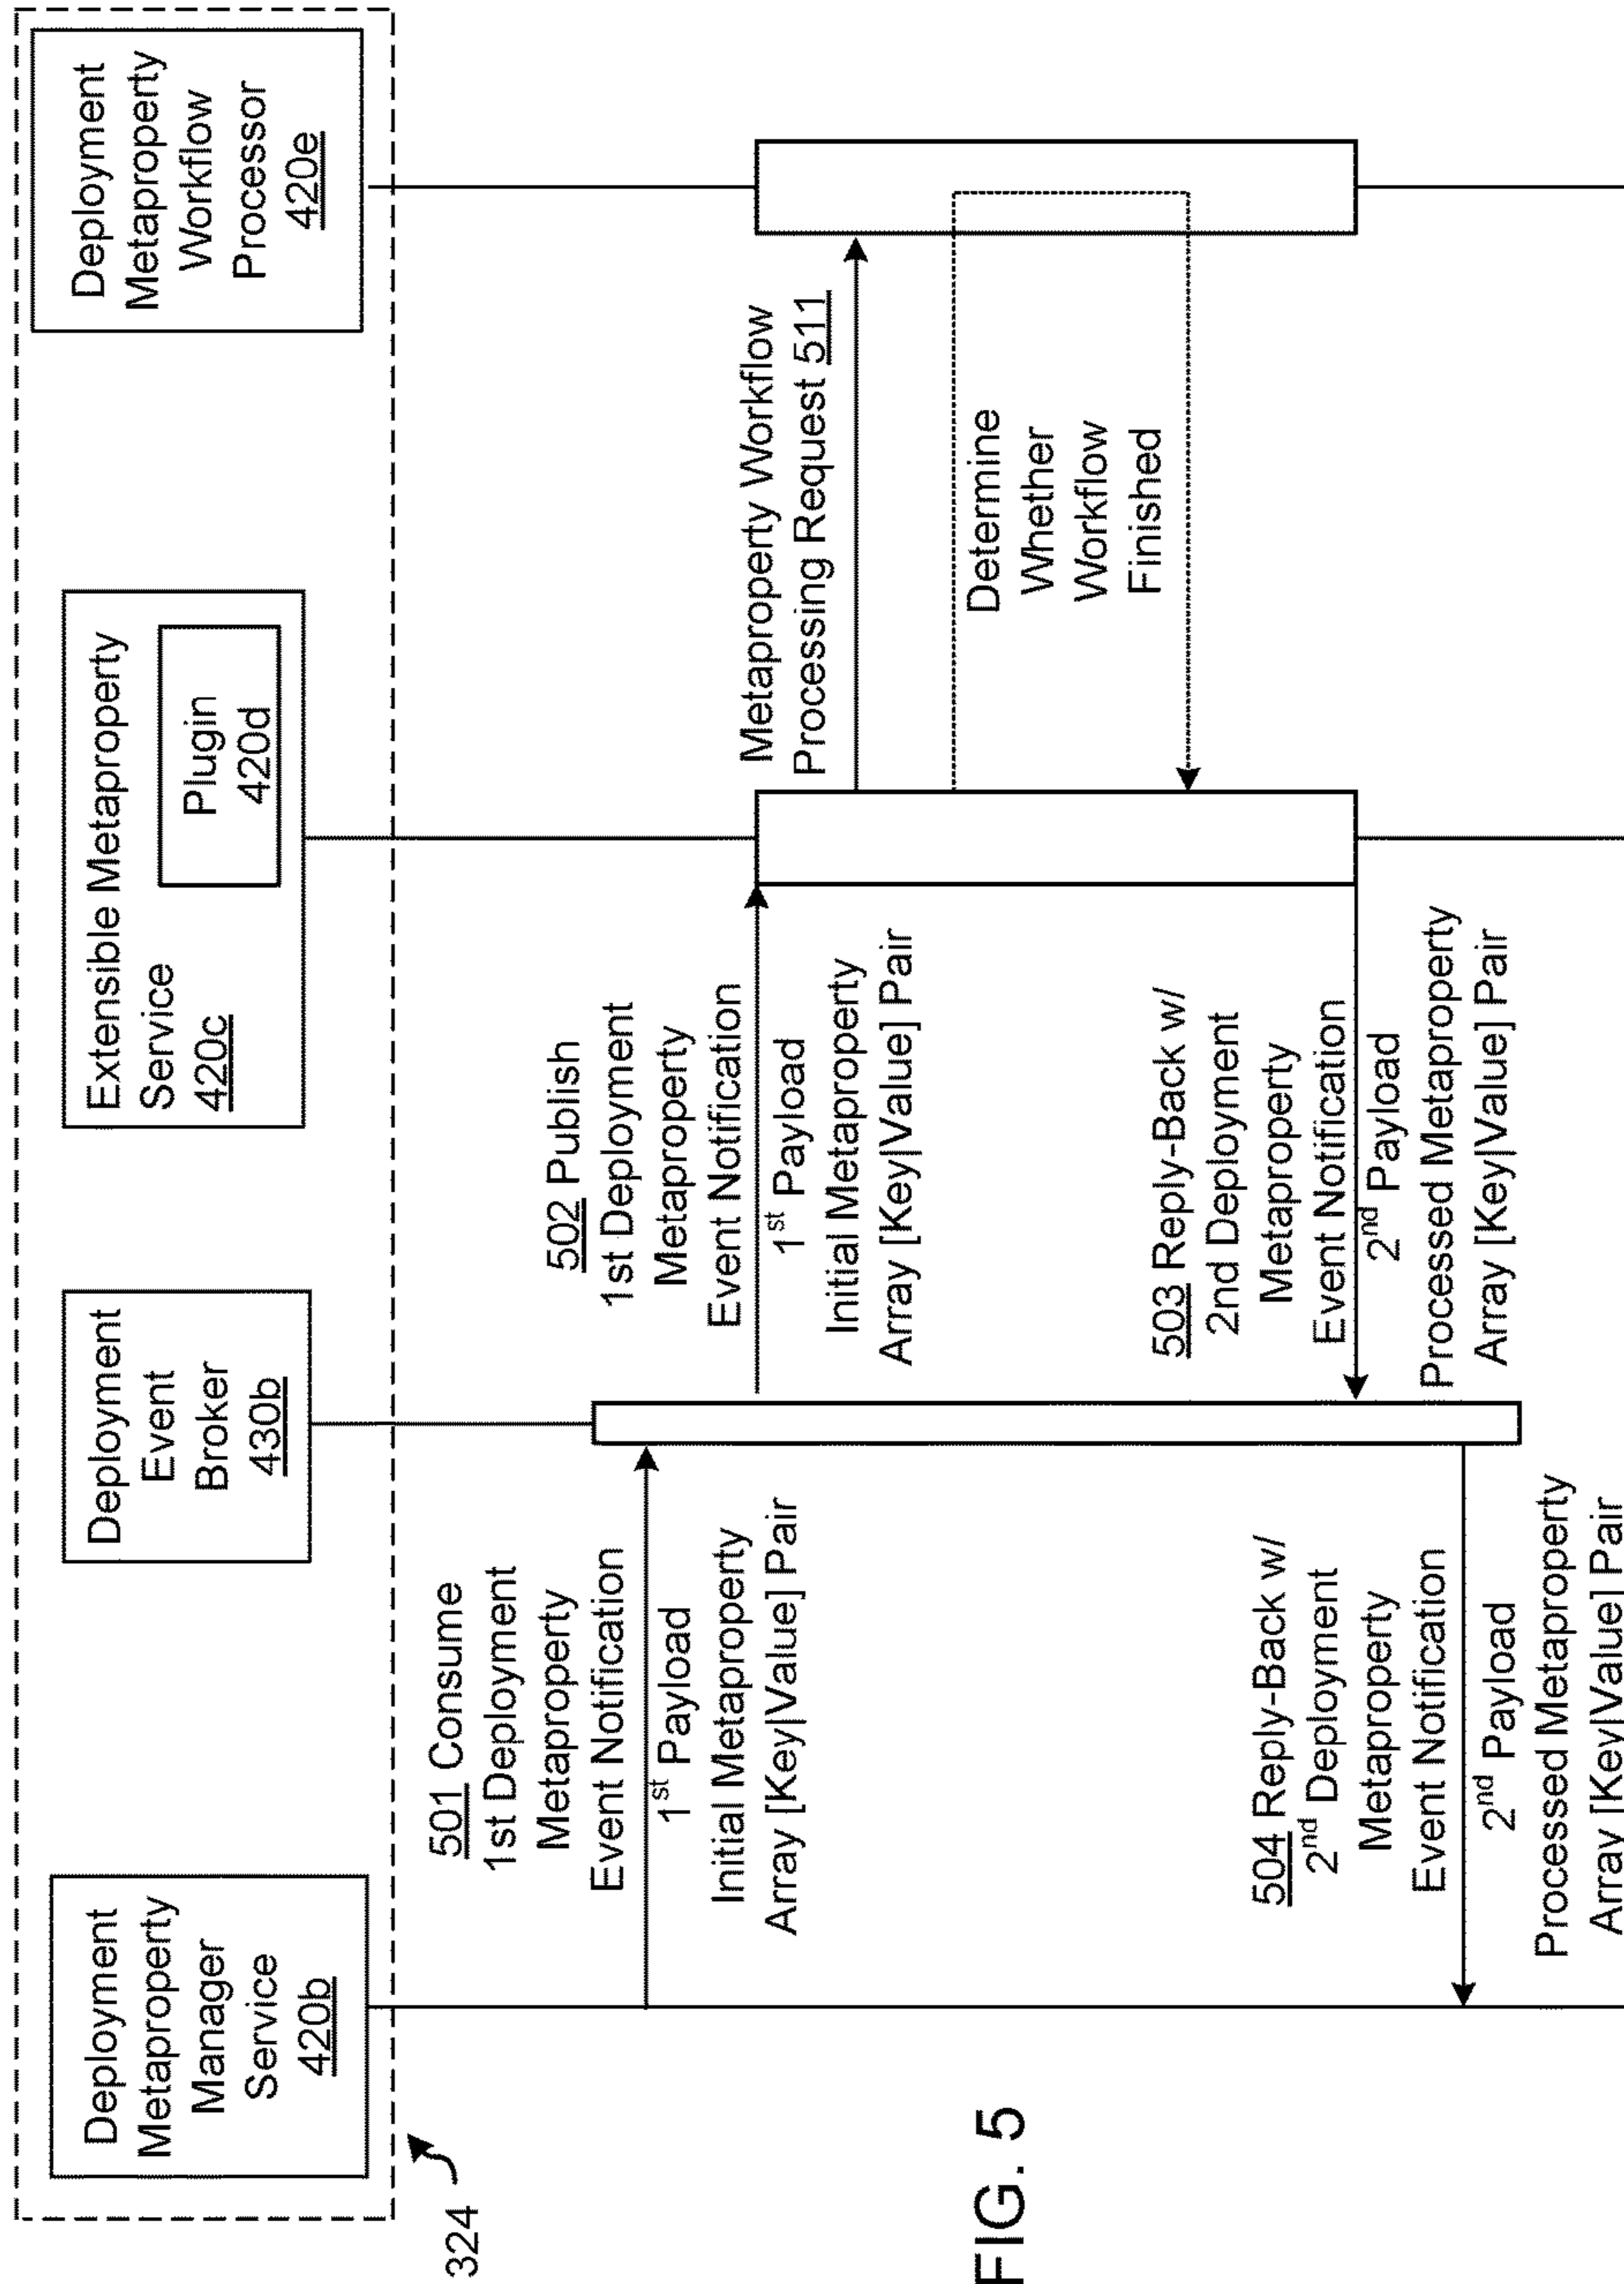 Deployment
Metaproperty
Manager
Service
420b
Deployment
Event
Broker
430b
Extensible Metaproperty
Service
420c
Plugin
420d
Deployment
Metaproperty
Workflow
Processor
420e
324
501 Consume
1st Deployment
Metaproperty
Event Notification
1st Payload
Initial Metaproperty
Array [Key|Value] Pair
502 Publish
1st Deployment
Metaproperty
Event Notification
1st Payload
Initial Metaproperty
Array [Key|Value] Pair
Metaproperty Workflow
Processing Request 511
Determine
Whether
Workflow
Finished
503 Reply-Back w/
2nd Deployment
Metaproperty
Event Notification
2nd Payload
Processed Metaproperty
Array [Key|Value] Pair
504 Reply-Back w/
2nd Deployment
Metaproperty
Event Notification
2nd Payload
Processed Metaproperty
Array [Key|Value] Pair
FIG. 5